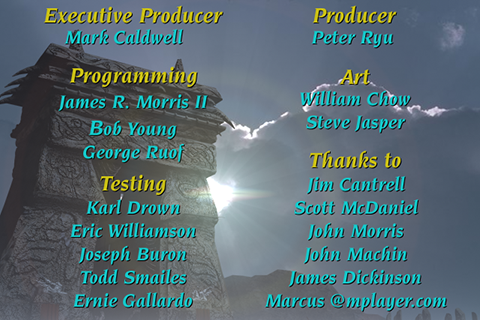 Executive Producer
Mark Caldwell
Programming
James R. Morris II
Bob Young
George Ruof
Testing
Karl Drown
Eric Williamson
Joseph Buron
Todd Smailes
Ernie Gallardo
Producer
Peter Ryu
Art
William Chow
Steve Jasper
Thanks to
Jim Cantrell
Scott McDaniel
John Morris
John Machin
James Dickinson
Marcus @mplayer.com